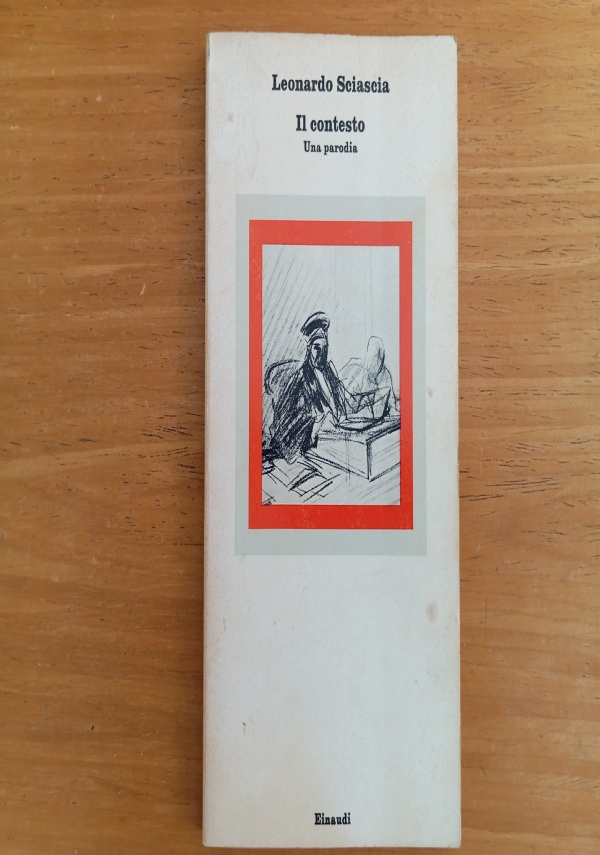 Leonardo Sciascia
Il contesto
Una parodia
Einaudi